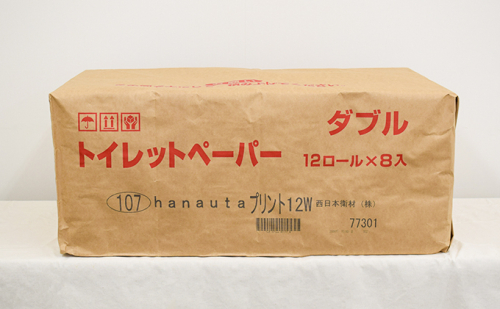 ダブル
トイレットペーパー
12ロール×8入
107 hanautaプリント12W 西日本衛材(株)
77301